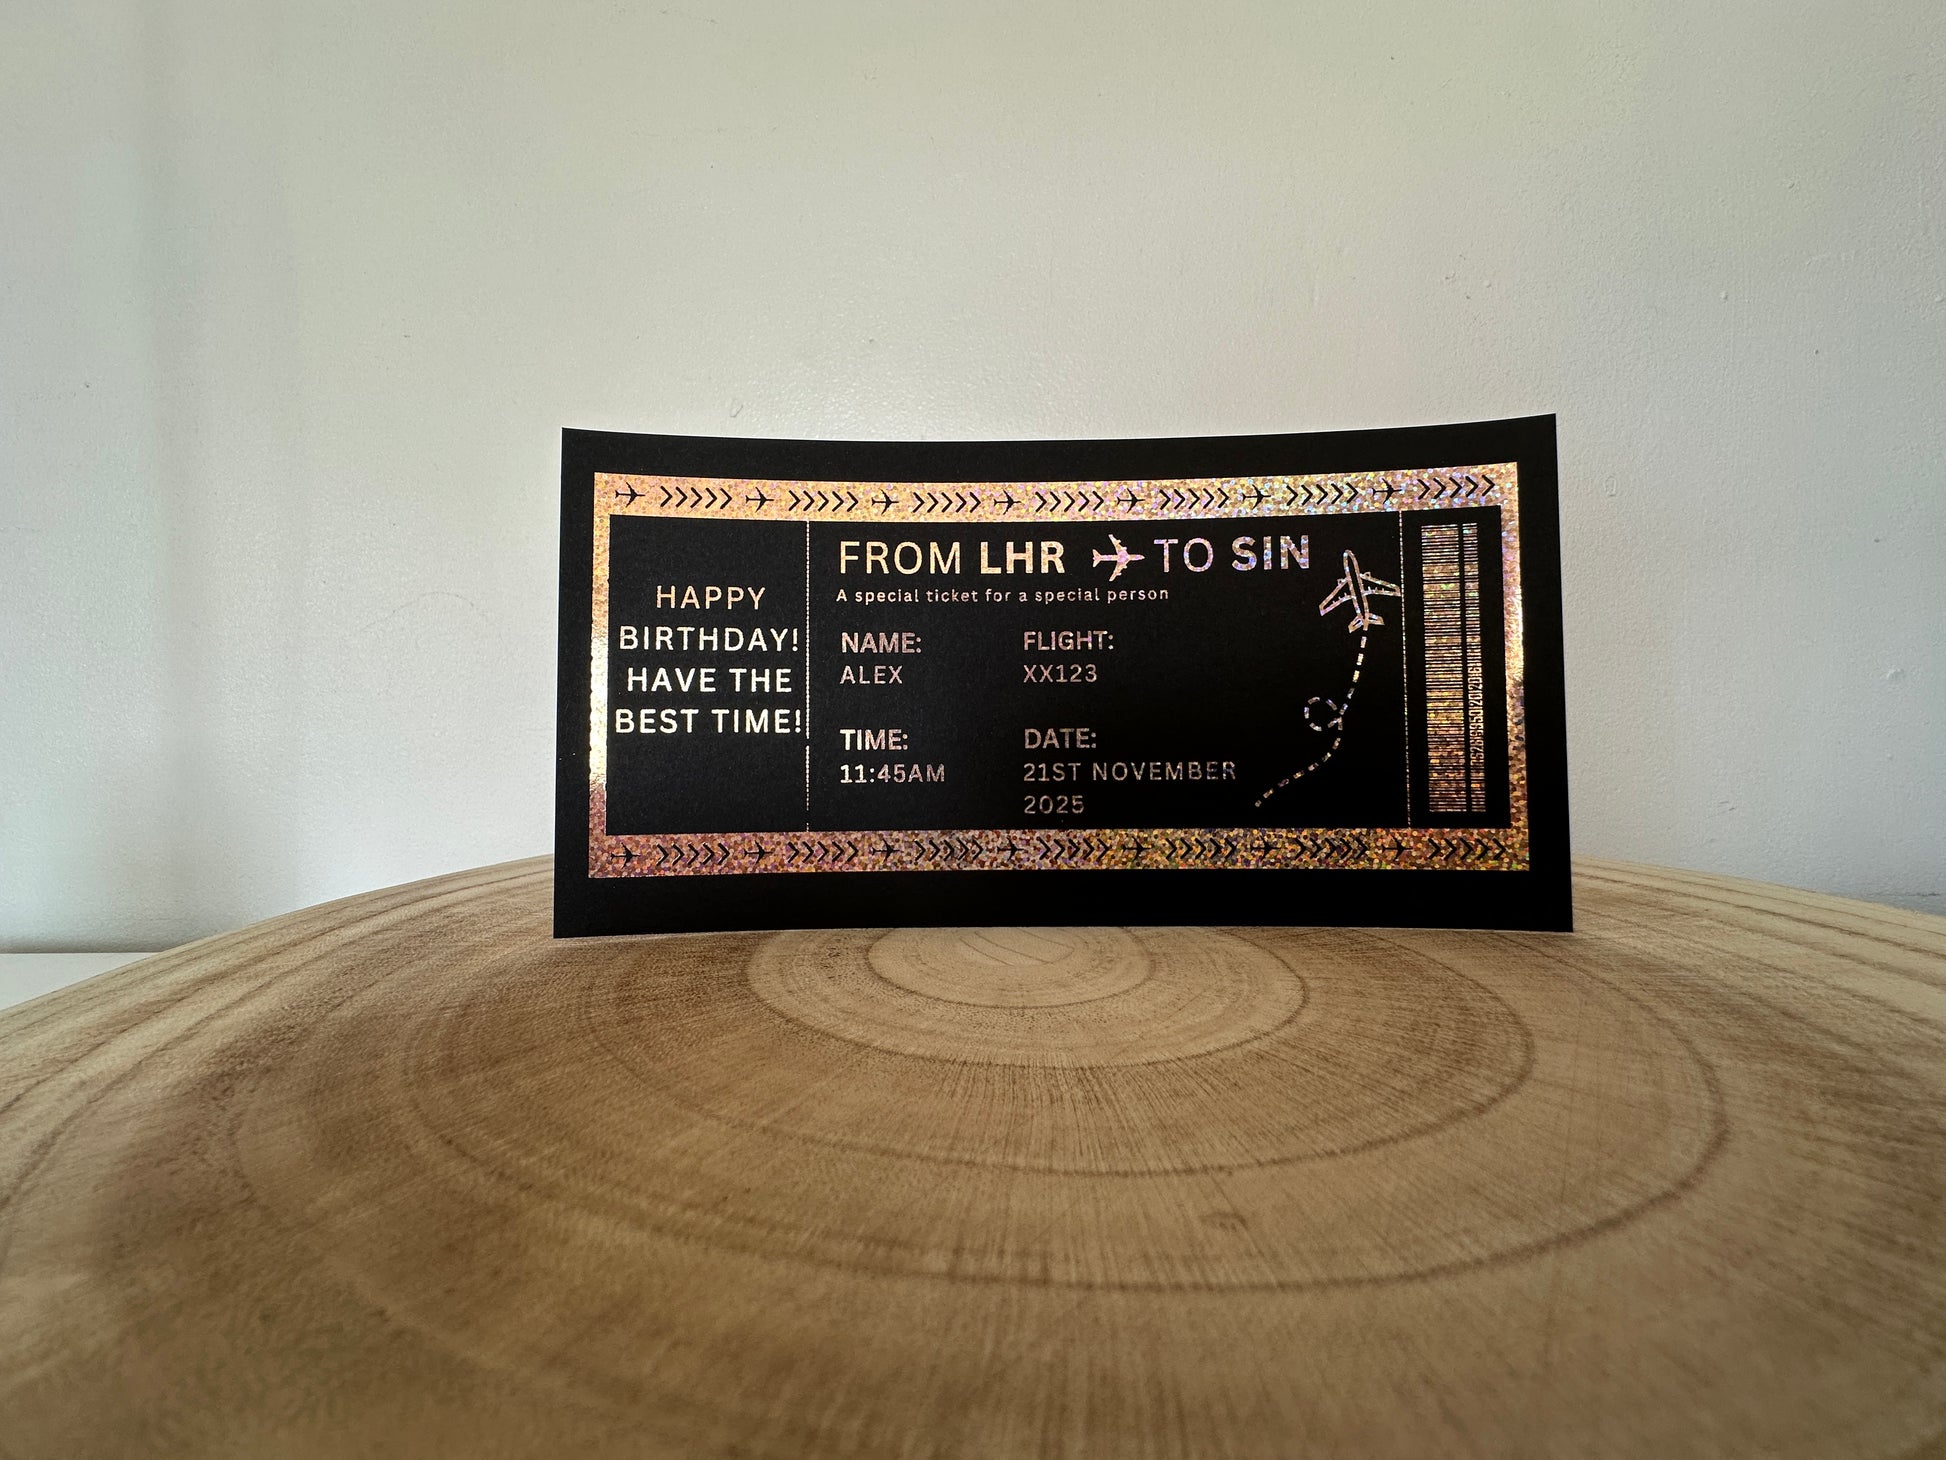 HAPPY
BIRTHDAY!
HAVE THE
BEST TIME!
FROM LHR TO SIN
A special ticket for a special person
NAME:
ALEX
FLIGHT:
XX123
TIME:
11:45AM
DATE:
21ST NOVEMBER
2025